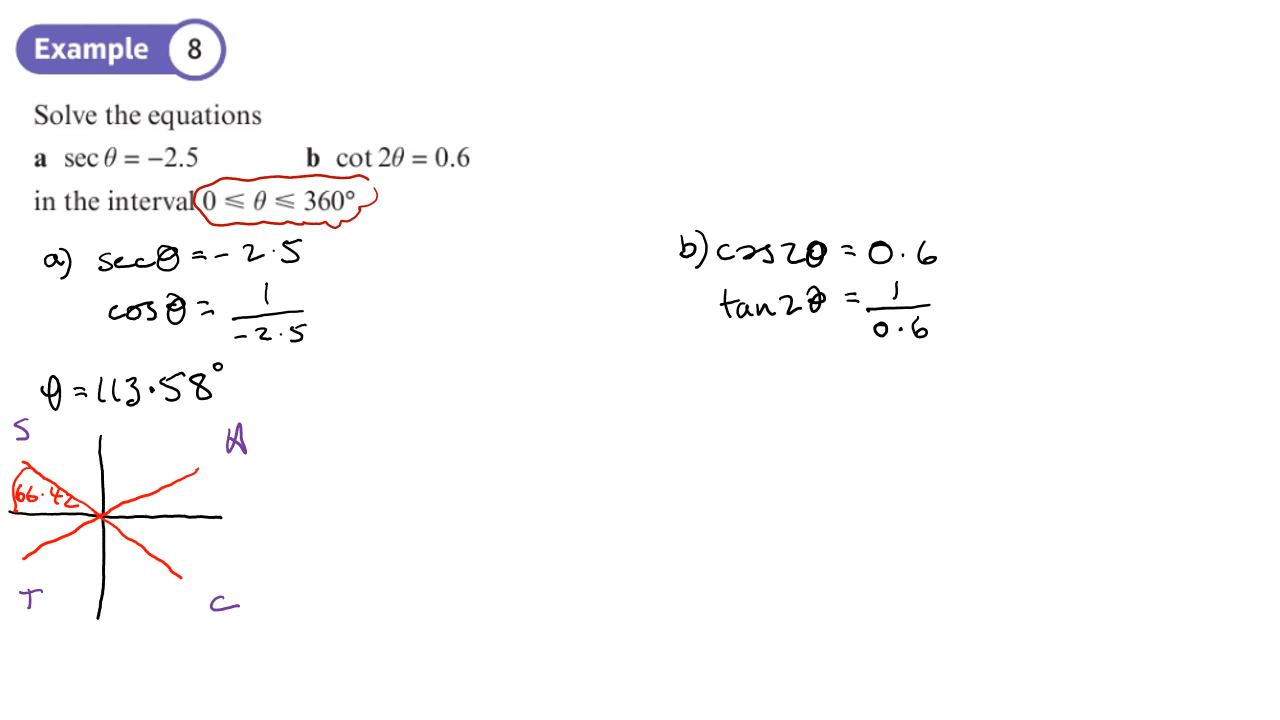 Example 8
Solve the equations
a sec θ = −2.5 b cot 2θ = 0.6
in the interval 0 ⩽ θ ⩽ 360°
a) secθ = - 2.5
cosθ = 1/-2.5
θ = 113.58°
S A
66.42
T C
b) cos2θ = 0.6
tan2θ = 1/0.6